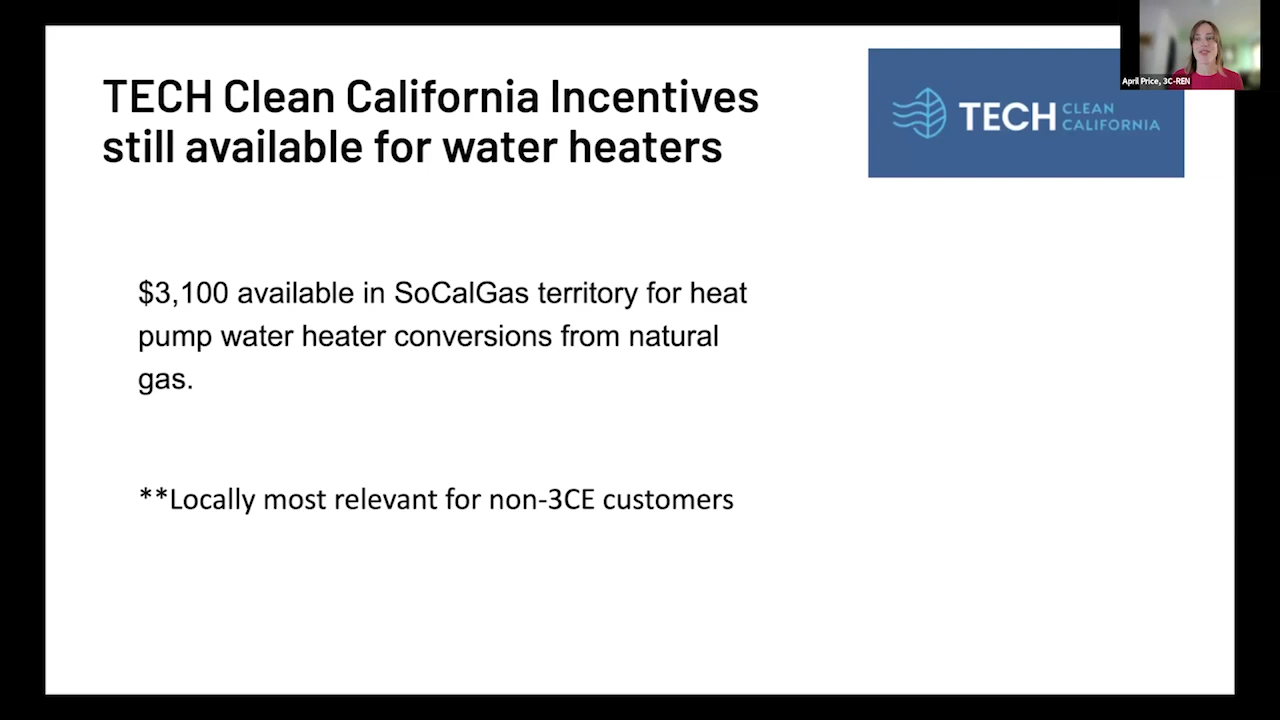 TECH Clean California Incentives
still available for water heaters
TECH CLEAN
CALIFORNIA
April Price, 3C-REN
$3,100 available in SoCalGas territory for heat
pump water heater conversions from natural
gas.
**Locally most relevant for non-3CE customers